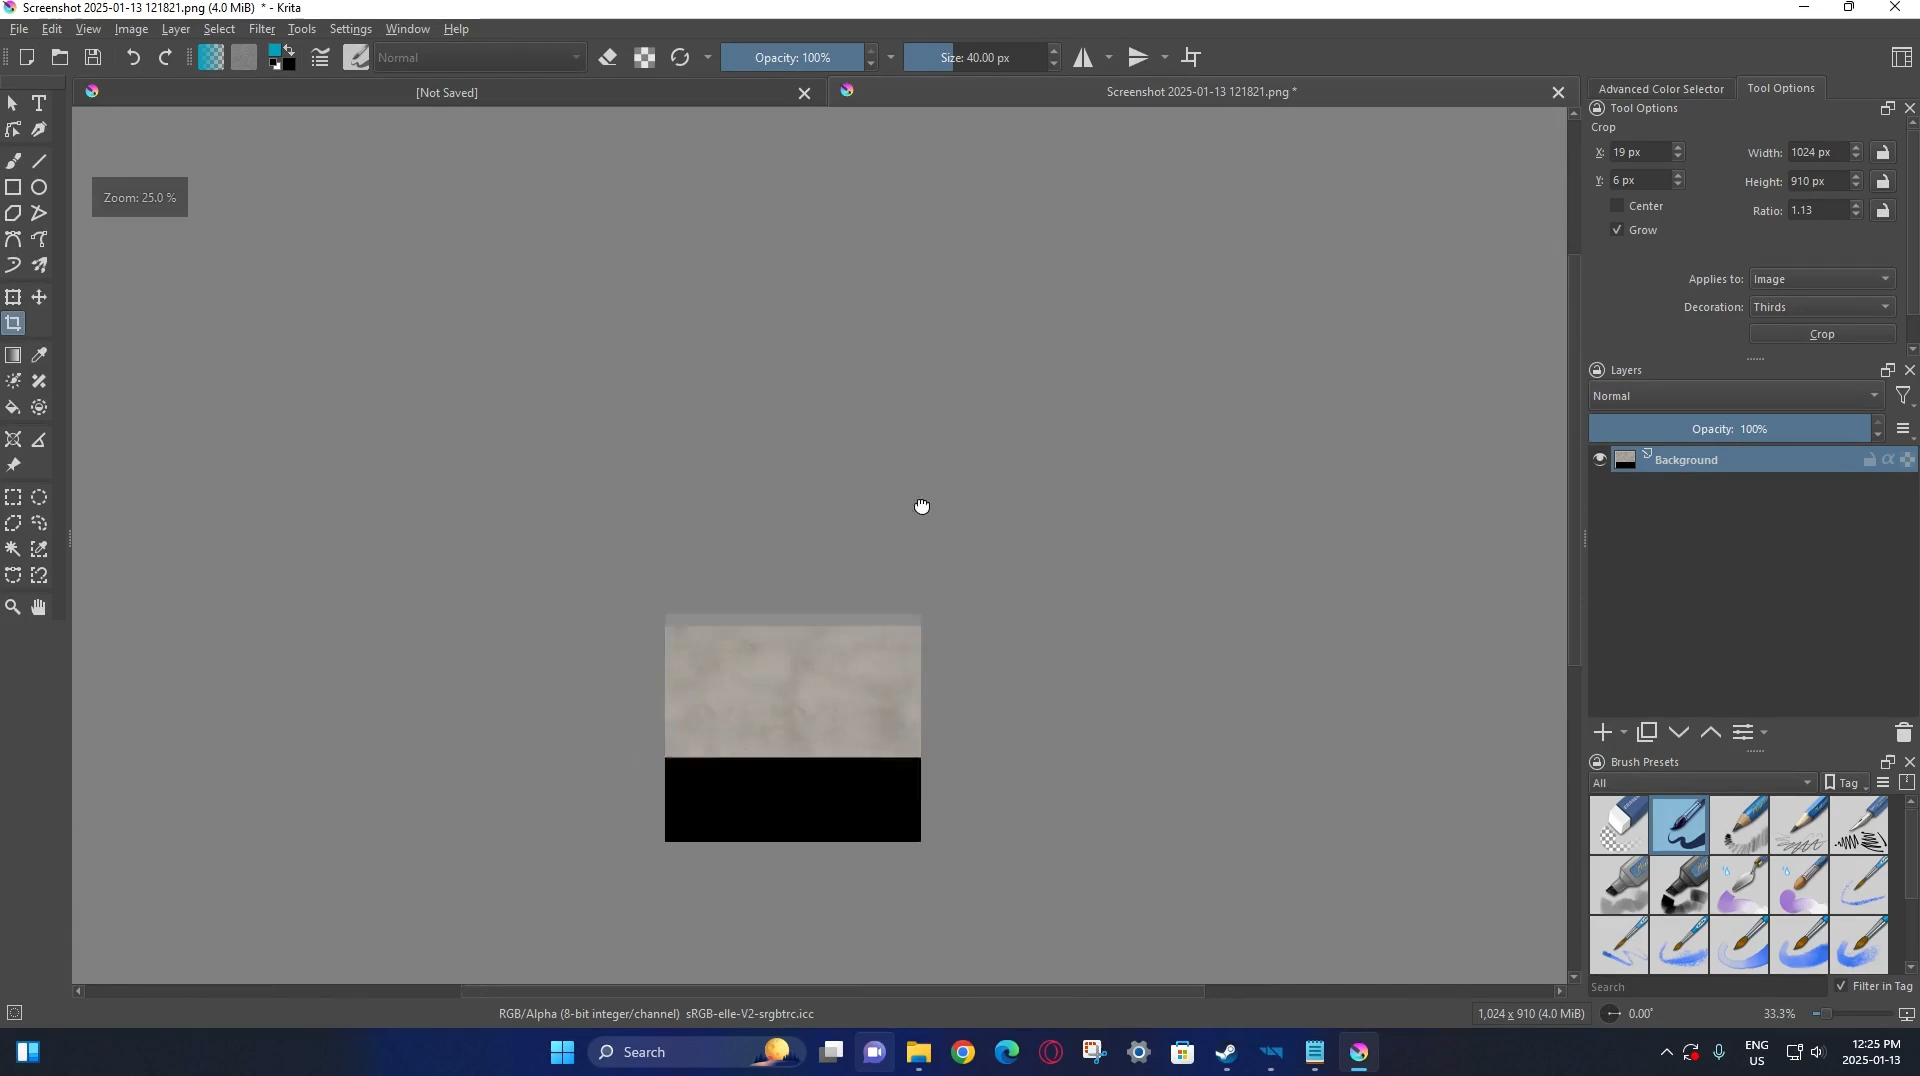 Screenshot 2025-01-13 121821.png (4.0 MiB) * - Krita
File Edit View Image Layer Select Filter Tools Settings Window Help
Normal
Opacity: 100%
Size: 40.00 px
[Not Saved]
Screenshot 2025-01-13 121821.png *
Advanced Color Selector
Tool Options
Tool Options
Crop
X: 19 px
Width: 1024 px
Y: 6 px
Height: 910 px
Center
Ratio: 1.13
Grow
Applies to: Image
Decoration: Thirds
Crop
Zoom: 25.0 %
Layers
Normal
Opacity: 100%
Background
Brush Presets
All
Tag
Search
Filter in Tag
RGB/Alpha (8-bit integer/channel) sRGB-elle-V2-srgbtrc.icc
1,024 x 910 (4.0 MiB)
0.00°
33.3%
Search
ENG
US
12:25 PM
2025-01-13